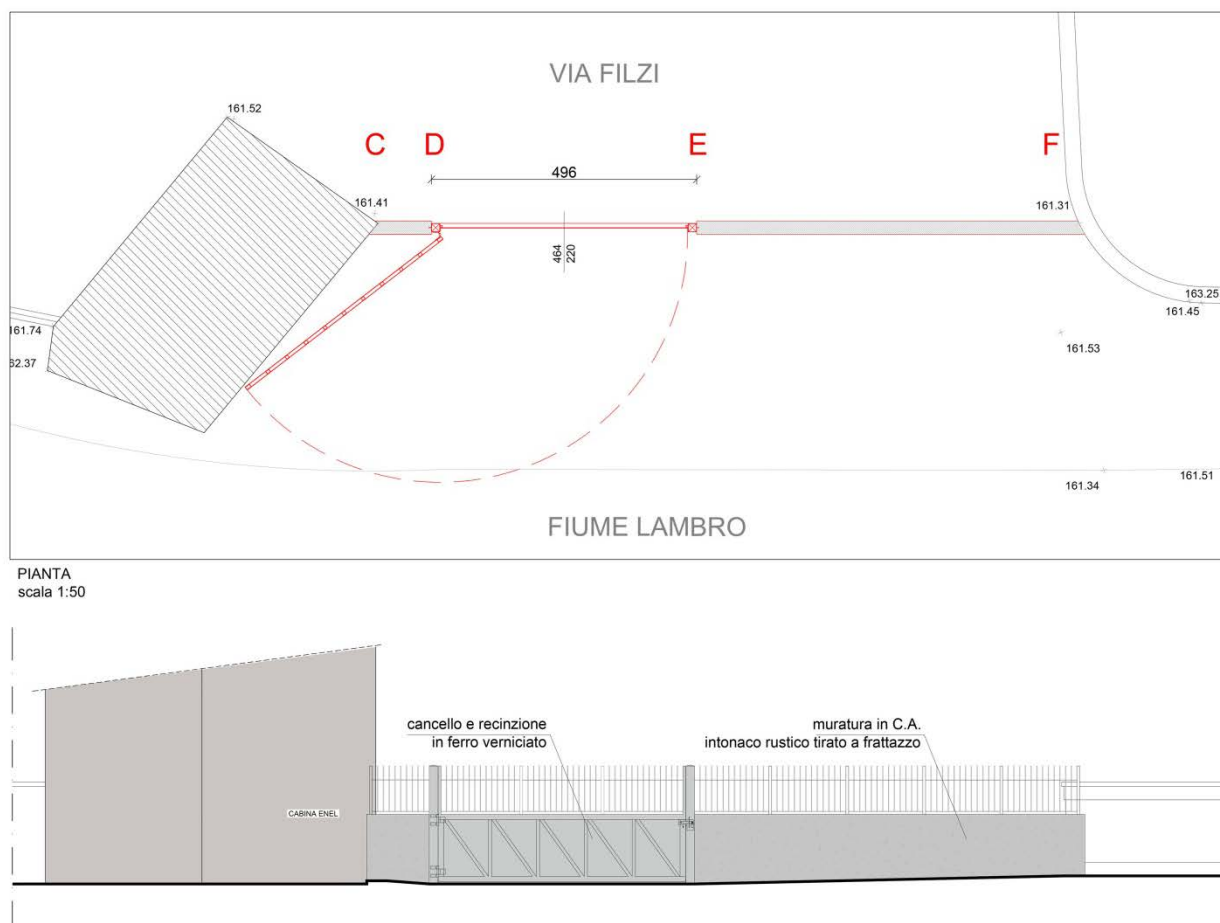 VIA FILZI
161.52
C
D
E
F
496
161.41
161.31
464
220
163.25
161.45
161.74
62.37
161.53
161.34
161.51
FIUME LAMBRO
PIANTA
scala 1:50
cancello e recinzione
in ferro verniciato
muratura in C.A.
intonaco rustico tirato a frattazzo
CABINA ENEL